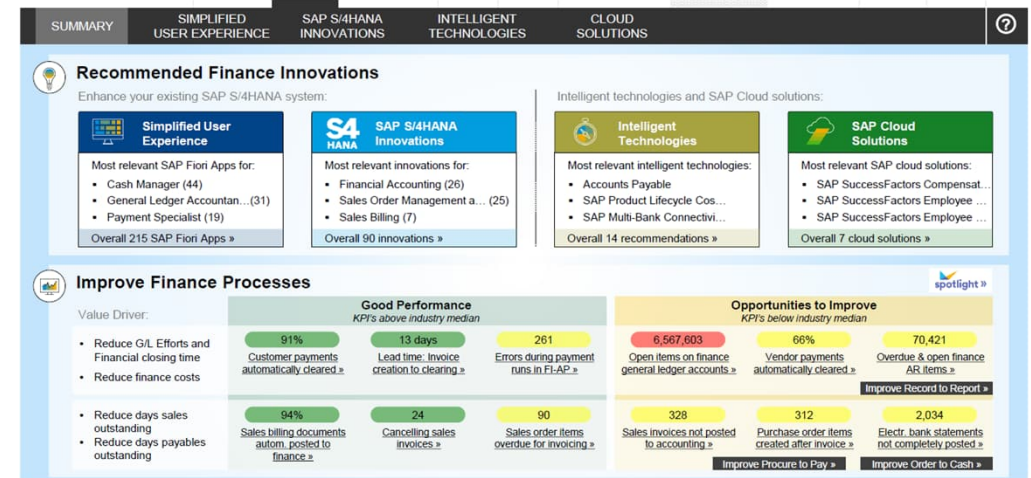 SUMMARY
SIMPLIFIED
USER EXPERIENCE
SAP S/4HANA
INNOVATIONS
INTELLIGENT
TECHNOLOGIES
CLOUD
SOLUTIONS
?
Recommended Finance Innovations
Enhance your existing SAP S/4HANA system:
Intelligent technologies and SAP Cloud solutions:
Simplified User
Experience
Most relevant SAP Fiori Apps for:
▪ Cash Manager (44)
▪ General Ledger Accountan...(31)
▪ Payment Specialist (19)
Overall 215 SAP Fiori Apps »
S4
HANA
SAP S/4HANA
Innovations
Most relevant innovations for:
▪ Financial Accounting (26)
▪ Sales Order Management a... (25)
▪ Sales Billing (7)
Overall 90 innovations »
Intelligent
Technologies
Most relevant intelligent technologies:
▪ Accounts Payable
▪ SAP Product Lifecycle Cos...
▪ SAP Multi-Bank Connectivi...
Overall 14 recommendations »
SAP Cloud
Solutions
Most relevant SAP cloud solutions:
▪ SAP SuccessFactors Compensat...
▪ SAP SuccessFactors Employee ...
▪ SAP SuccessFactors Employee ...
Overall 7 cloud solutions »
Improve Finance Processes
spotlight »
Value Driver:
Good Performance
KPI's above industry median
Opportunities to Improve
KPI's below industry median
• Reduce G/L Efforts and
Financial closing time
• Reduce finance costs
91%
Customer payments
automatically cleared »
13 days
Lead time: Invoice
creation to clearing »
261
Errors during payment
runs in FI-AP »
6,567,603
Open items on finance
general ledger accounts »
66%
Vendor payments
automatically cleared »
70,421
Overdue & open finance
AR items »
Improve Record to Report »
• Reduce days sales
outstanding
• Reduce days payables
outstanding
94%
Sales billing documents
autom. posted to
finance »
24
Cancelling sales
invoices »
90
Sales order items
overdue for invoicing »
328
Sales invoices not posted
to accounting »
312
Purchase order items
created after invoice »
2,034
Electr. bank statements
not completely posted »
Improve Procure to Pay »
Improve Order to Cash »